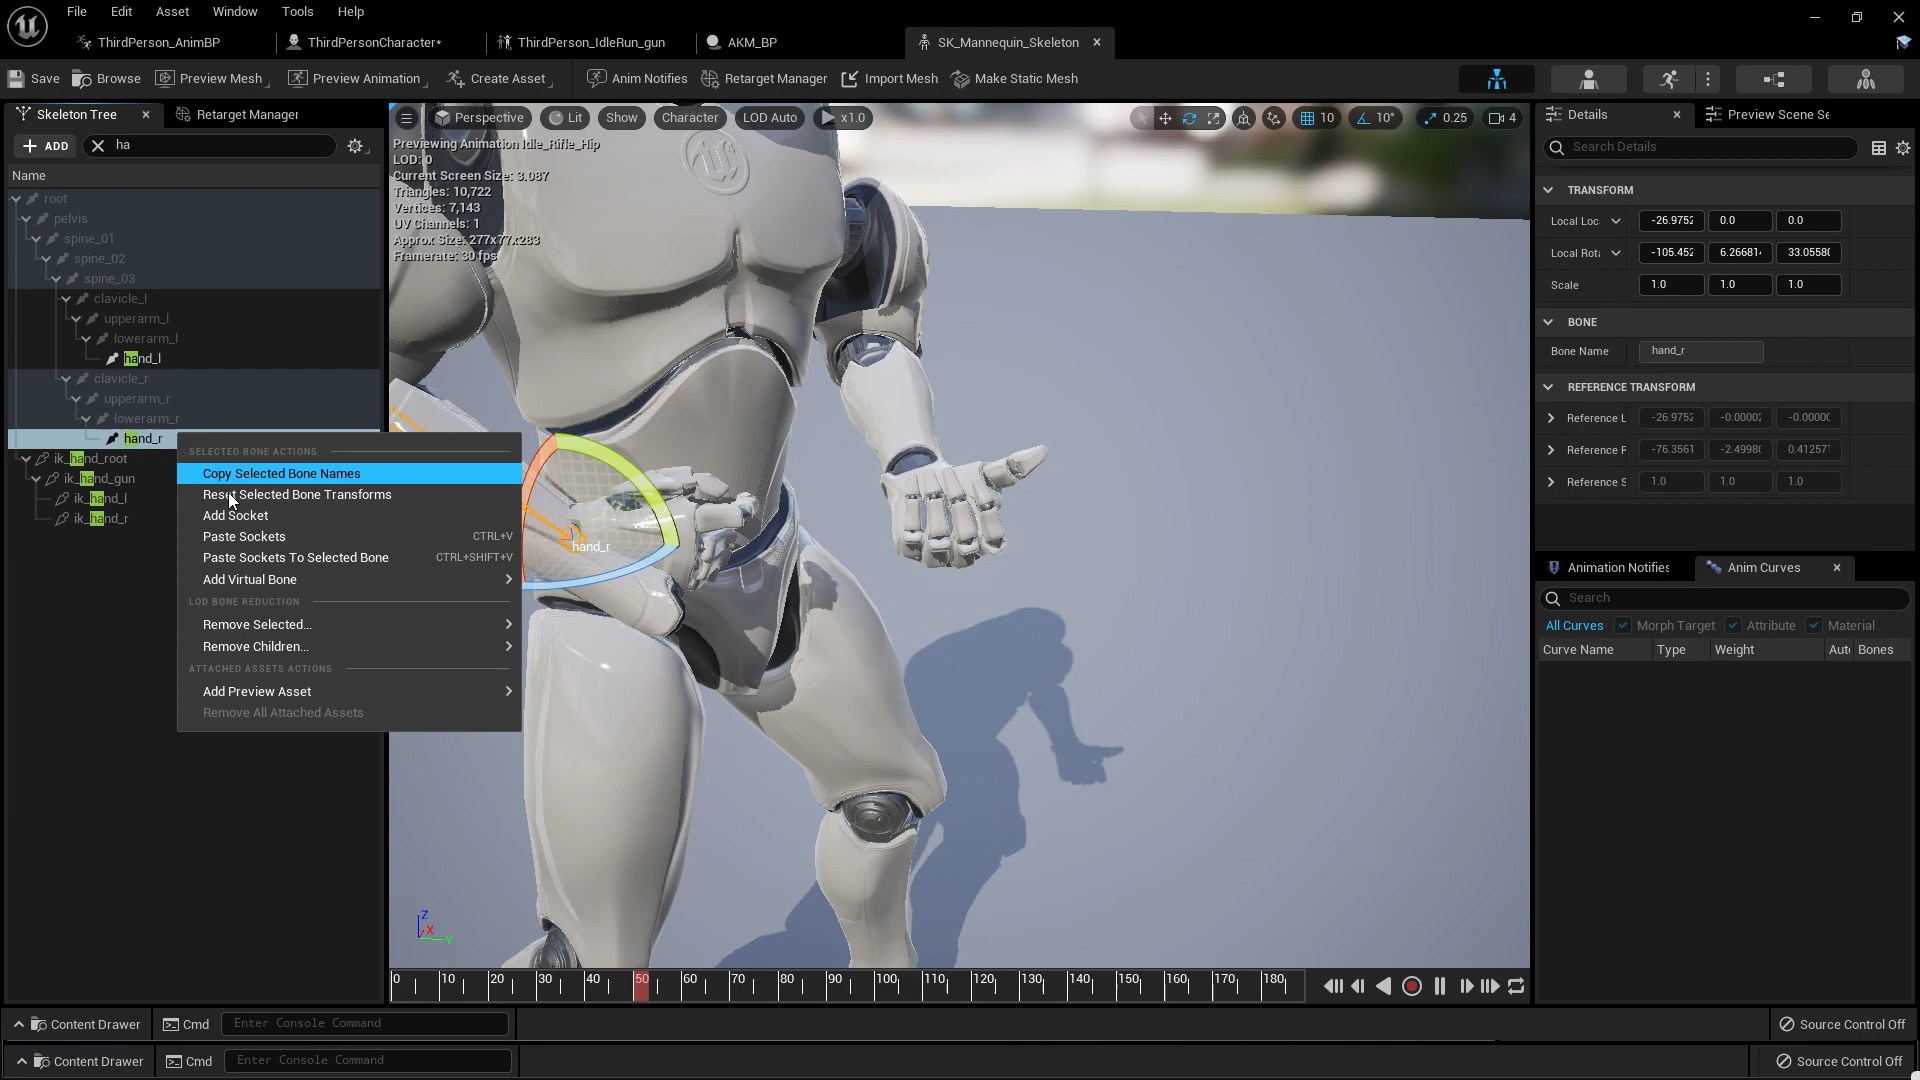 File Edit Asset Window Tools Help
ThirdPerson_AnimBP ThirdPersonCharacter* ThirdPerson_IdleRun_gun AKM_BP SK_Mannequin_Skeleton
Save Browse Preview Mesh Preview Animation Create Asset Anim Notifies Retarget Manager Import Mesh Make Static Mesh
Skeleton Tree Retarget Manager
ADD ha
Name
root
pelvis
spine_01
spine_02
spine_03
clavicle_l
upperarm_l
lowerarm_l
hand_l
clavicle_r
upperarm_r
lowerarm_r
hand_r
ik_hand_root
ik_hand_gun
ik_hand_l
ik_hand_r
SELECTED BONE ACTIONS
Copy Selected Bone Names
Reset Selected Bone Transforms
Add Socket
Paste Sockets CTRL+V
Paste Sockets To Selected Bone CTRL+SHIFT+V
Add Virtual Bone
LOD BONE REDUCTION
Remove Selected...
Remove Children...
ATTACHED ASSETS ACTIONS
Add Preview Asset
Remove All Attached Assets
Perspective Lit Show Character LOD Auto x1.0 10 10° 0.25 4
Previewing Animation Idle_Rifle_Hip
LOD: 0
Current Screen Size: 3.087
Triangles: 10,722
Vertices: 7,143
UV Channels: 1
Approx Size: 277x77x283
Framerate: 30 fps
hand_r
Z
X
Y
0 10 20 30 40 50 60 70 80 90 100 110 120 130 140 150 160 170 180
Details Preview Scene Se
Search Details
TRANSFORM
Local Loc -26.9752 0.0 0.0
Local Rota -105.452 6.26681 33.0558
Scale 1.0 1.0 1.0
BONE
Bone Name hand_r
REFERENCE TRANSFORM
Reference L -26.9752 -0.00002 -0.00000
Reference R -76.3561 -2.49980 0.41257
Reference S 1.0 1.0 1.0
Animation Notifies Anim Curves
Search
All Curves Morph Target Attribute Material
Curve Name Type Weight Auto Bones
Content Drawer Cmd Enter Console Command Source Control Off
Content Drawer Cmd Enter Console Command Source Control Off